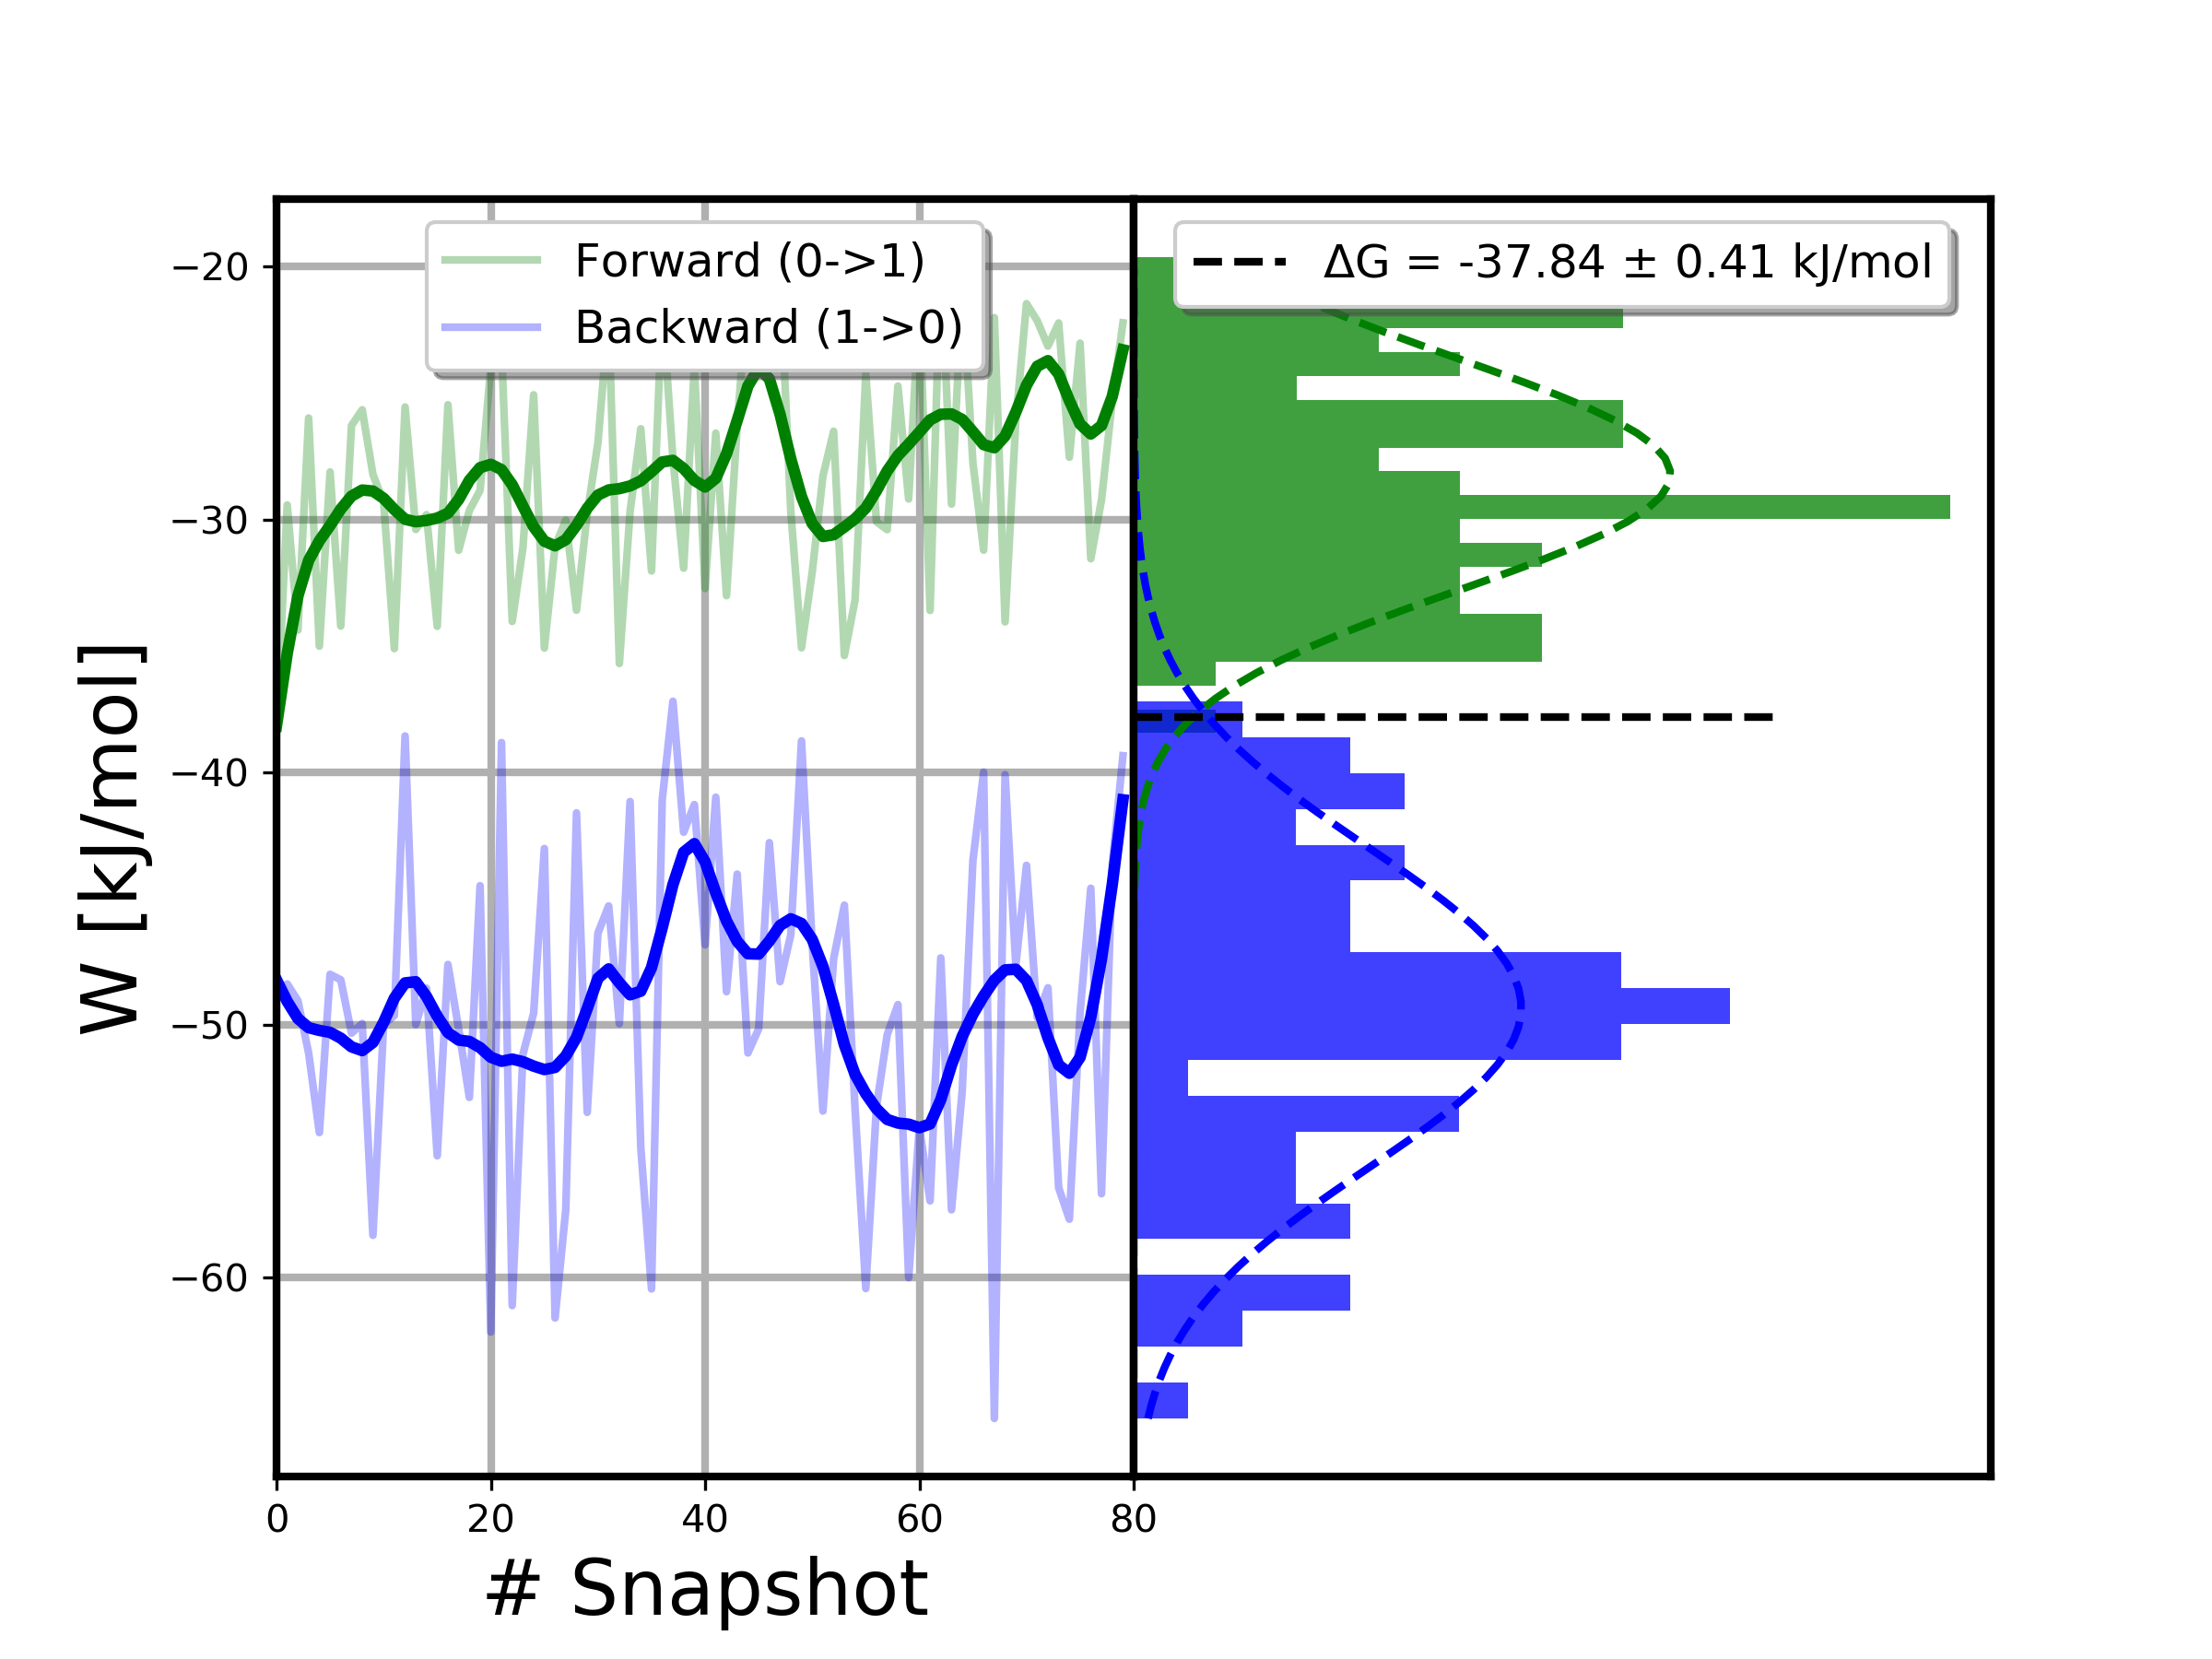 Forward (0->1)
Backward (1->0)
ΔG = -37.84 ± 0.41 kJ/mol
−20
−30
−40
−50
−60
W [kJ/mol]
0 20 40 60 80
# Snapshot